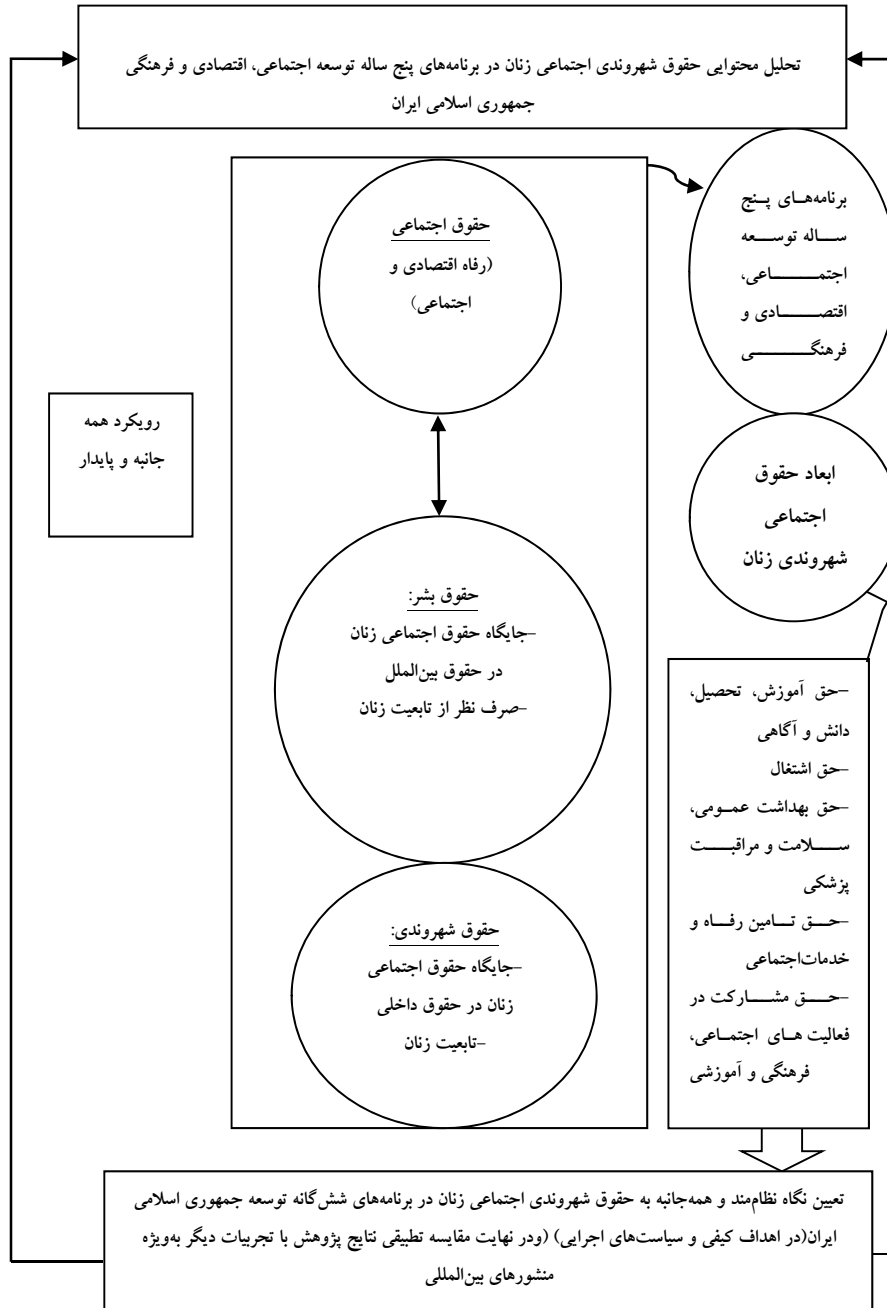 تحلیل محتوایی حقوق شهروندی اجتماعی زنان در برنامه‌های پنج ساله توسعه اجتماعی، اقتصادی و فرهنگی
جمهوری اسلامی ایران
برنامه‌های پنج
ساله توسعه
اجتماعی،
اقتصادی و
فرهنگی
حقوق اجتماعی
(رفاه اقتصادی و
اجتماعی)
رویکرد همه
جانبه و پایدار
ابعاد حقوق
اجتماعی
شهروندی زنان
حقوق بشر:
-جایگاه حقوق اجتماعی زنان
در حقوق بین‌الملل
-صرف نظر از تابعیت زنان
-حق آموزش، تحصیل،
دانش و آگاهی
-حق اشتغال
-حق بهداشت عمومی،
سلامت و مراقبت
پزشکی
-حق تامین رفاه و
خدمات‌اجتماعی
-حق مشارکت در
فعالیت های اجتماعی،
فرهنگی و آموزشی
حقوق شهروندی:
-جایگاه حقوق اجتماعی
زنان در حقوق داخلی
-تابعیت زنان
تعیین نگاه نظام‌مند و همه‌جانبه به حقوق شهروندی اجتماعی زنان در برنامه‌های شش‌گانه توسعه جمهوری اسلامی
ایران(در اهداف کیفی و سیاست‌های اجرایی) (ودر نهایت مقایسه تطبیقی نتایج پژوهش با تجربیات دیگر به‌ویژه
منشورهای بین‌المللی